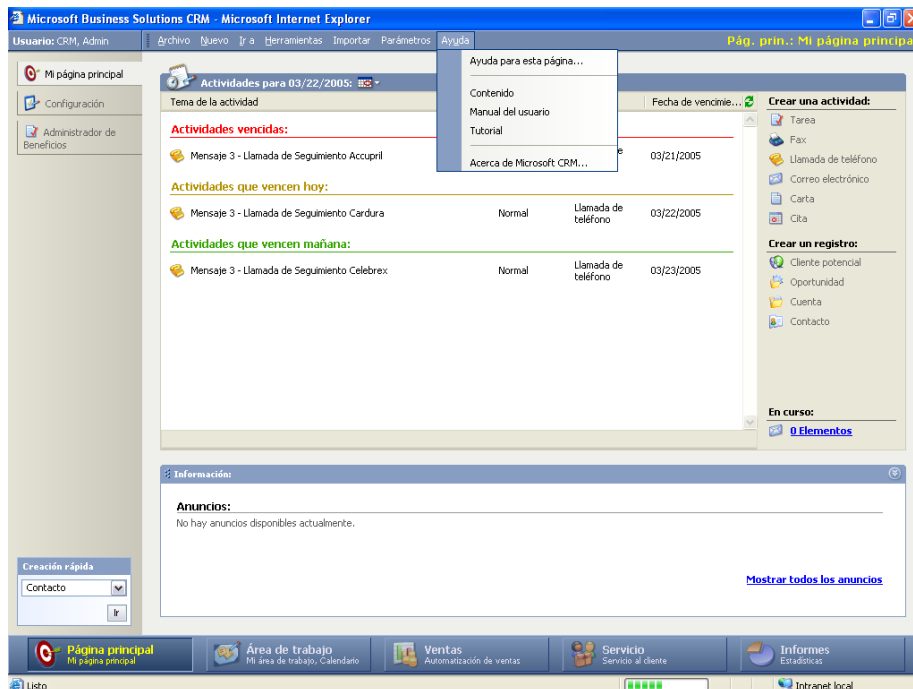 Microsoft Business Solutions CRM - Microsoft Internet Explorer
Usuario: CRM, Admin
Archivo Nuevo Ir a Herramientas Importar Parámetros Ayuda
Pág. prin.: Mi página principa
Ayuda para esta página...
Contenido
Manual del usuario
Tutorial
Acerca de Microsoft CRM...
Mi página principal
Configuración
Administrador de
Beneficios
Actividades para 03/22/2005:
Tema de la actividad
Fecha de vencimie...
Actividades vencidas:
Mensaje 3 - Llamada de Seguimiento Accupril 03/21/2005
Actividades que vencen hoy:
Mensaje 3 - Llamada de Seguimiento Cardura Normal Llamada de
teléfono 03/22/2005
Actividades que vencen mañana:
Mensaje 3 - Llamada de Seguimiento Celebrex Normal Llamada de
teléfono 03/23/2005
Crear una actividad:
Tarea
Fax
Llamada de teléfono
Correo electrónico
Carta
Cita
Crear un registro:
Cliente potencial
Oportunidad
Cuenta
Contacto
En curso:
0 Elementos
Información:
Anuncios:
No hay anuncios disponibles actualmente.
Mostrar todos los anuncios
Creación rápida
Contacto
Ir
Página principal
Mi página principal
Área de trabajo
Mi área de trabajo, Calendario
Ventas
Automatización de ventas
Servicio
Servicio al cliente
Informes
Estadísticas
Listo
Intranet local